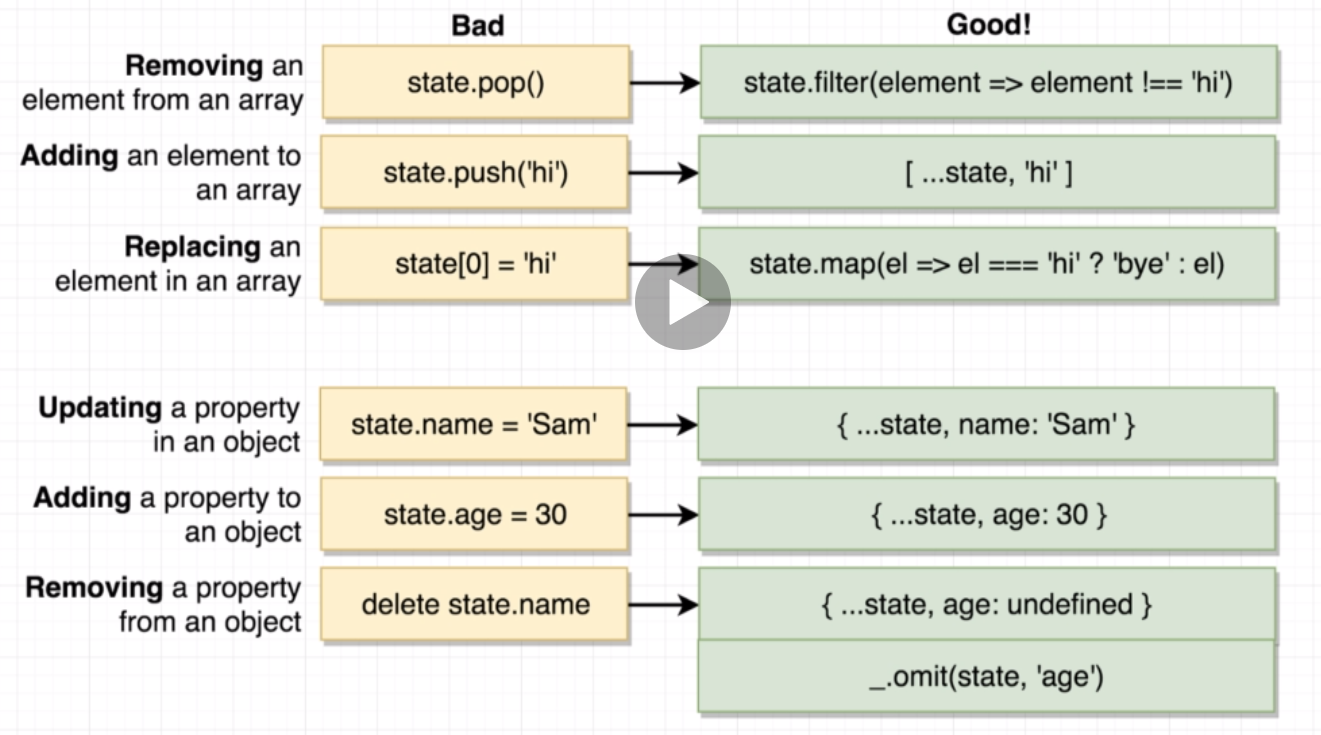 Bad
Good!
Removing an
element from an array
state.pop()
state.filter(element => element !== 'hi')
Adding an element to
an array
state.push('hi')
[ ...state, 'hi' ]
Replacing an
element in an array
state[0] = 'hi'
state.map(el => el === 'hi' ? 'bye' : el)
Updating a property
in an object
state.name = 'Sam'
{ ...state, name: 'Sam' }
Adding a property to
an object
state.age = 30
{ ...state, age: 30 }
Removing a property
from an object
delete state.name
{ ...state, age: undefined }
_.omit(state, 'age')